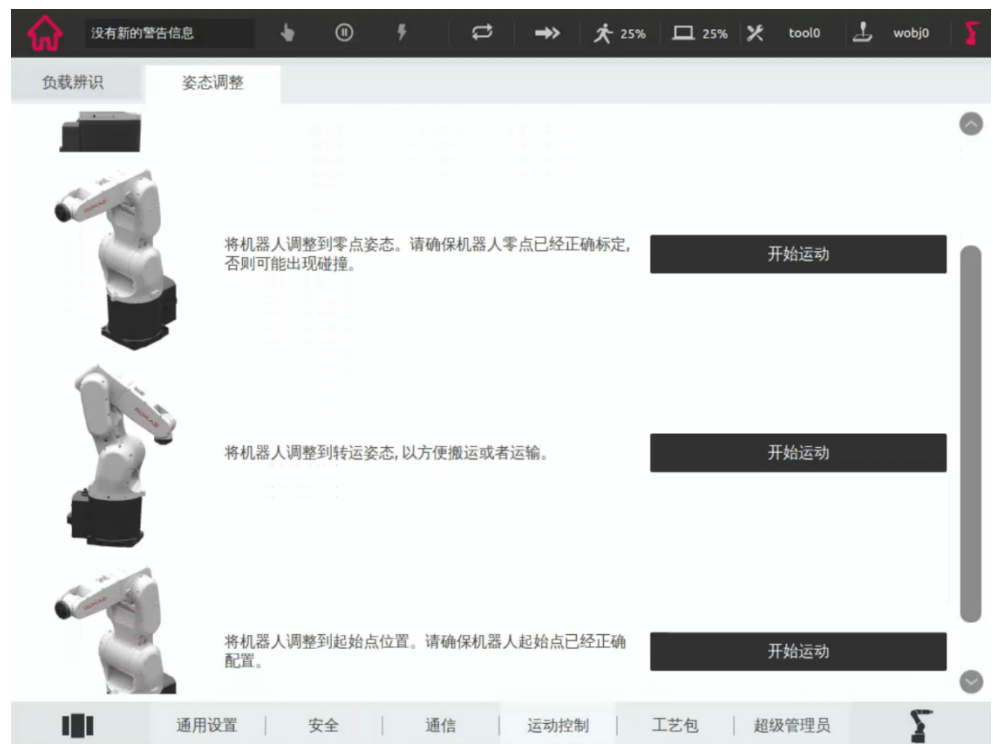 没有新的警告信息
25%
25%
tool0
wobj0
负载辨识
姿态调整
将机器人调整到零点姿态。请确保机器人零点已经正确标定,
否则可能出现碰撞。
开始运动
将机器人调整到转运姿态, 以方便搬运或者运输。
开始运动
将机器人调整到起始点位置。请确保机器人起始点已经正确
配置。
开始运动
通用设置
安全
通信
运动控制
工艺包
超级管理员